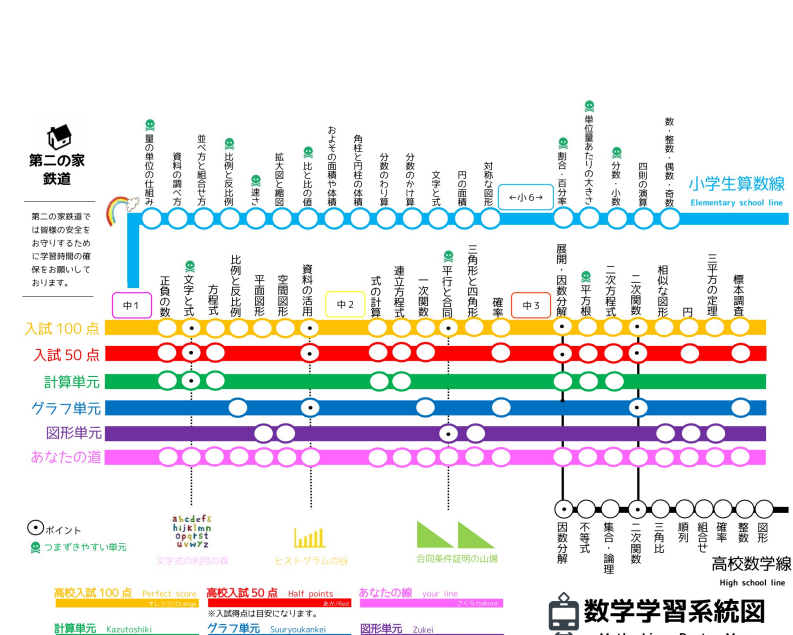 量の単位の仕組み
資料の調べ方
並べ方と組合せ方
比例と反比例
速さ
拡大図と縮図
比と比の値
およその面積や体積
角柱と円柱の体積
分数のわり算
分数のかけ算
文字と式
円の面積
対称な図形
←小6→
割合・百分率
単位量あたりの大きさ
分数・小数
四則の演算
数・整数・偶数・奇数
小学生算数線
Elementary school line
第二の家
鉄道
第二の家鉄道で
は皆様の安全を
お守りするため
に学習時間の確
保をお願いして
おります。
中1
正負の数
文字と式
方程式
比例と反比例
平面図形
空間図形
資料の活用
中2
式の計算
連立方程式
一次関数
平行と合同
三角形と四角形
確率
中3
展開・因数分解
平方根
二次方程式
二次関数
相似な図形
円
三平方の定理
標本調査
入試100点
入試50点
計算単元
グラフ単元
図形単元
あなたの道
ポイント
つまずきやすい単元
abcdefg
hijklmn
opqrst
uvwyz
文字式の利用の森
ヒストグラムの谷
合同条件証明の山場
因数分解
不等式
集合・論理
二次関数
三角比
順列
組合せ
確率
整数
図形
高校数学線
High school line
高校入試100点 Perfect score
オレンジ/Orange
高校入試50点 Half points
あか/Red
※入試得点は目安になります。
あなたの線 your line
さくら/sakura
計算単元 Kazutoshiki
グラフ単元 Suuryoukankei
図形単元 Zukei
数学学習系統図